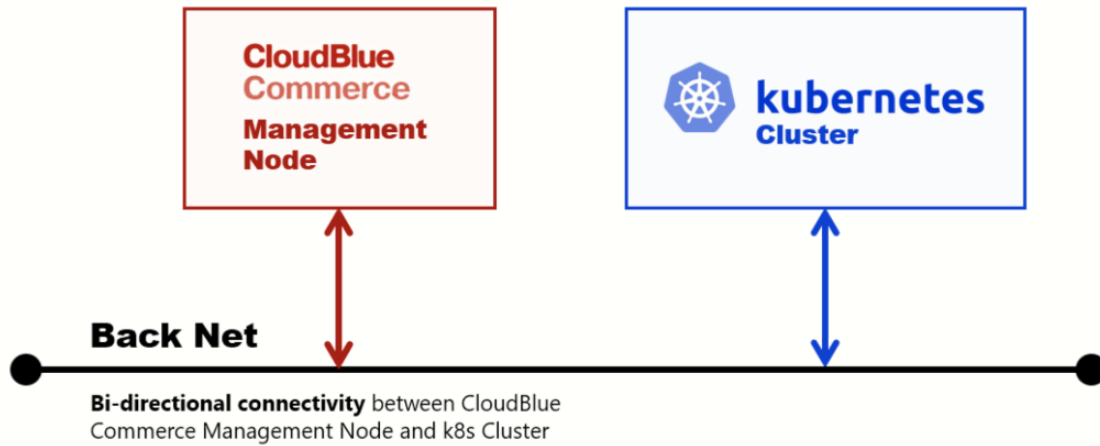 CloudBlue
Commerce
Management
Node
kubernetes
Cluster
Back Net
Bi-directional connectivity between CloudBlue
Commerce Management Node and k8s Cluster